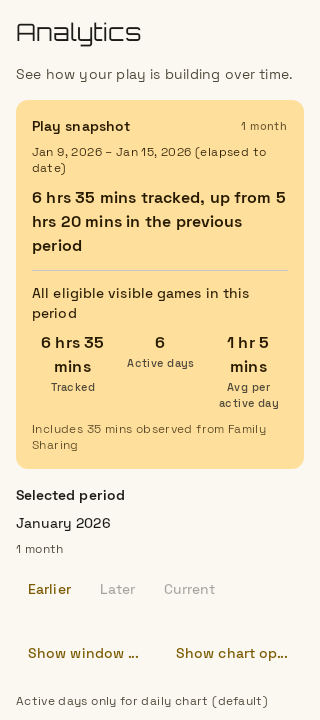 Analytics
See how your play is building over time.
Play snapshot
1 month
Jan 9, 2026 – Jan 15, 2026 (elapsed to
date)
6 hrs 35 mins tracked, up from 5
hrs 20 mins in the previous
period
All eligible visible games in this
period
6 hrs 35
mins
Tracked
6
Active days
1 hr 5
mins
Avg per
active day
Includes 35 mins observed from Family
Sharing
Selected period
January 2026
1 month
Earlier
Later
Current
Show window ...
Show chart op...
Active days only for daily chart (default)